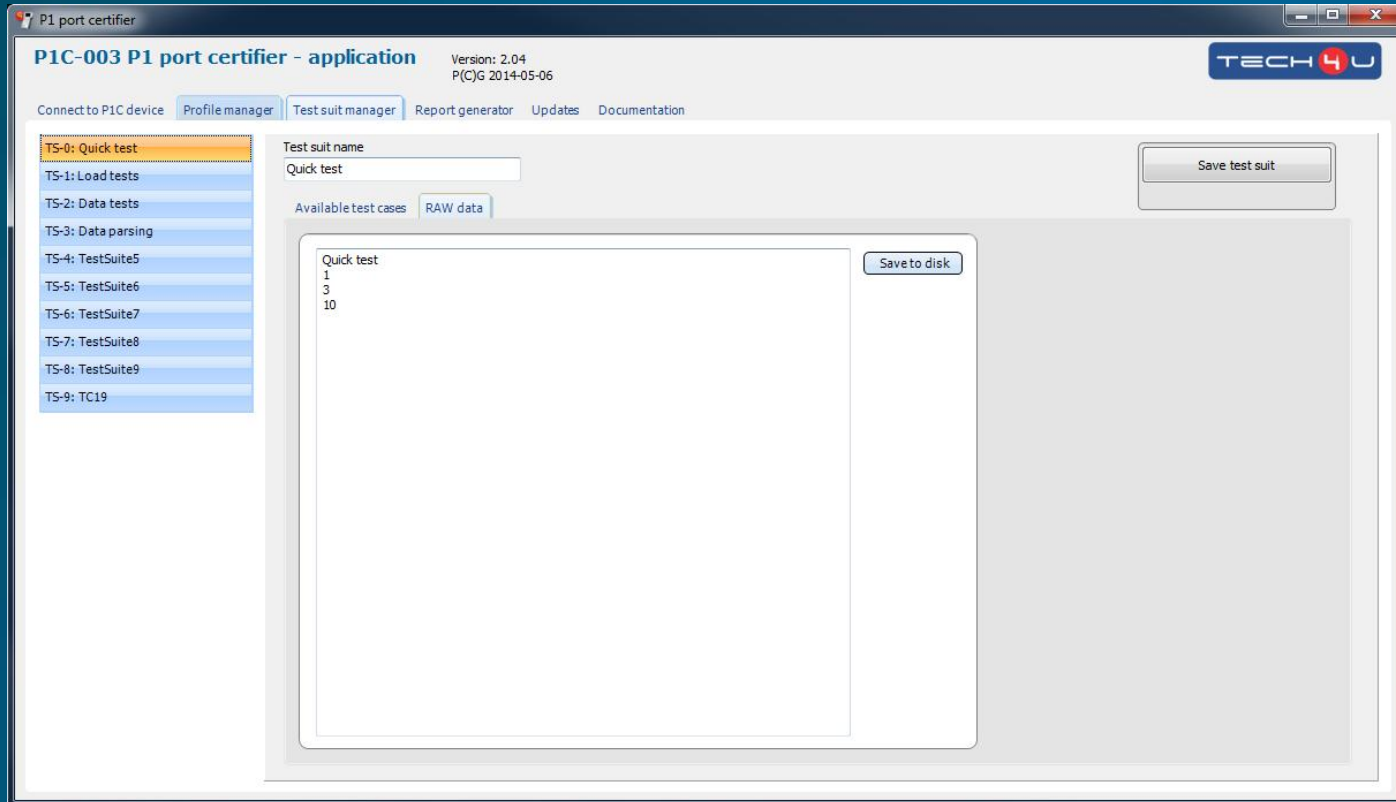 P1 port certifier
P1C-003 P1 port certifier - application
Version: 2.04
P(C)G 2014-05-06
TECH4U
Connect to P1C device Profile manager Test suit manager Report generator Updates Documentation
TS-0: Quick test
TS-1: Load tests
TS-2: Data tests
TS-3: Data parsing
TS-4: TestSuite5
TS-5: TestSuite6
TS-6: TestSuite7
TS-7: TestSuite8
TS-8: TestSuite9
TS-9: TC19
Test suit name
Quick test
Save test suit
Available test cases RAW data
Quick test
1
3
10
Save to disk